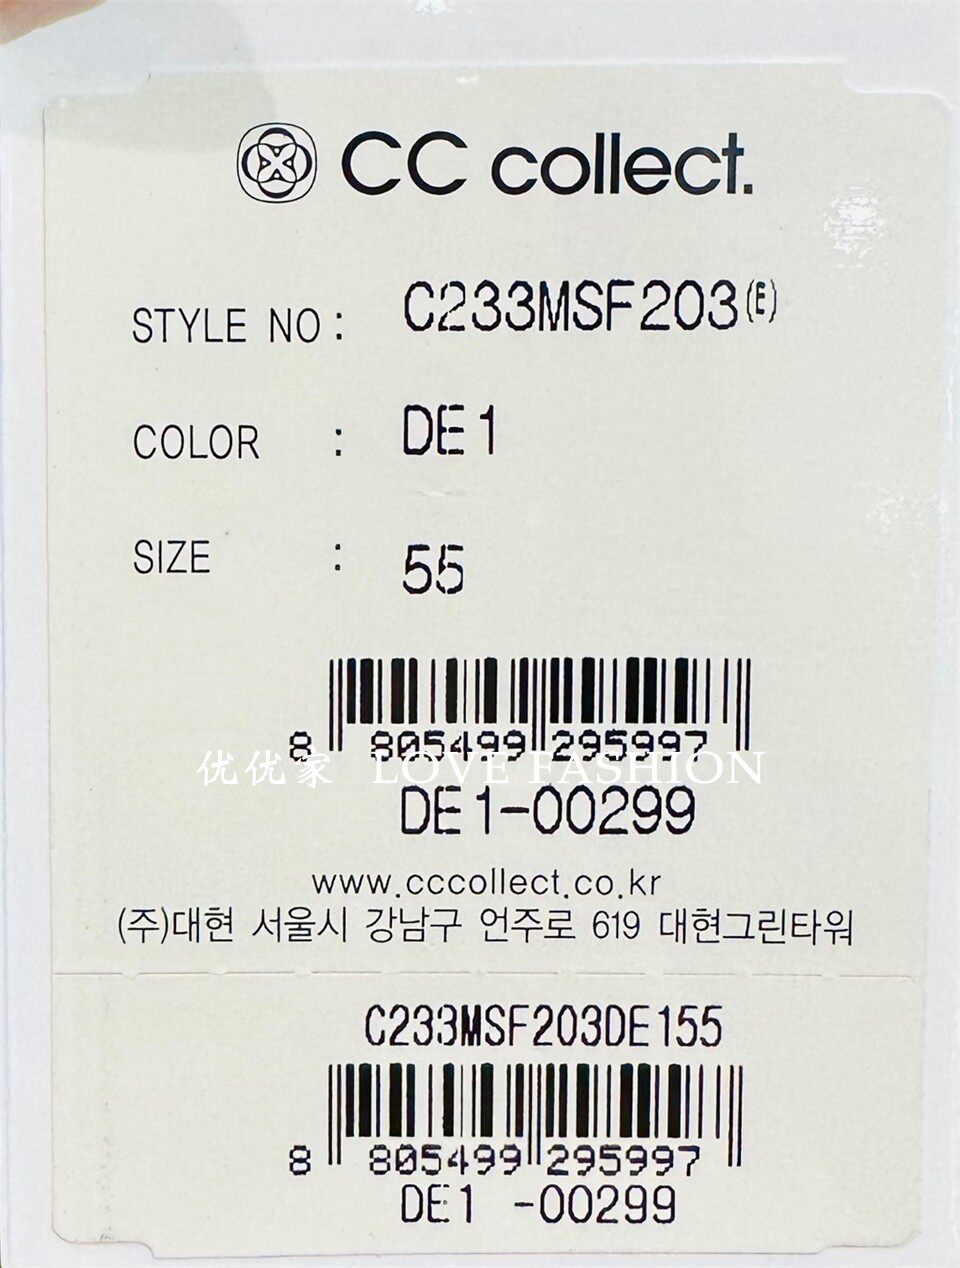 CC collect.
STYLE NO : C233MSF203(E)
COLOR : DE1
SIZE : 55
8 805499 295997
优优家 LOVE FASHION
DE1-00299
www.cccollect.co.kr
(주)대현 서울시 강남구 언주로 619 대현그린타워
C233MSF203DE155
8 805499 295997
DE1 -00299